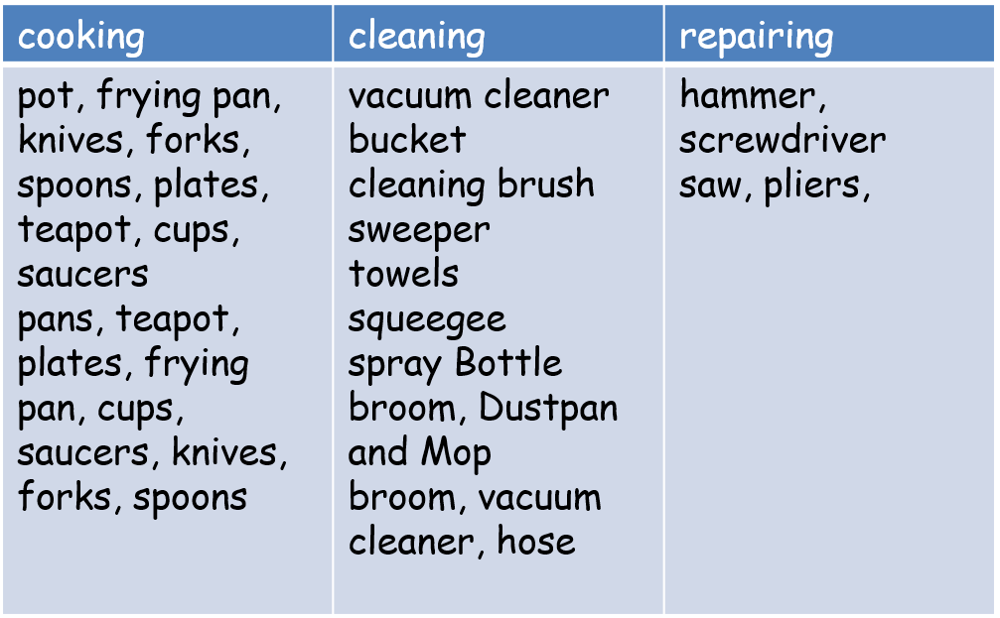 cooking
pot, frying pan,
knives, forks,
spoons, plates,
teapot, cups,
saucers
pans, teapot,
plates, frying
pan, cups,
saucers, knives,
forks, spoons
cleaning
vacuum cleaner
bucket
cleaning brush
sweeper
towels
squeegee
spray Bottle
broom, Dustpan
and Mop
broom, vacuum
cleaner, hose
repairing
hammer,
screwdriver
saw, pliers,